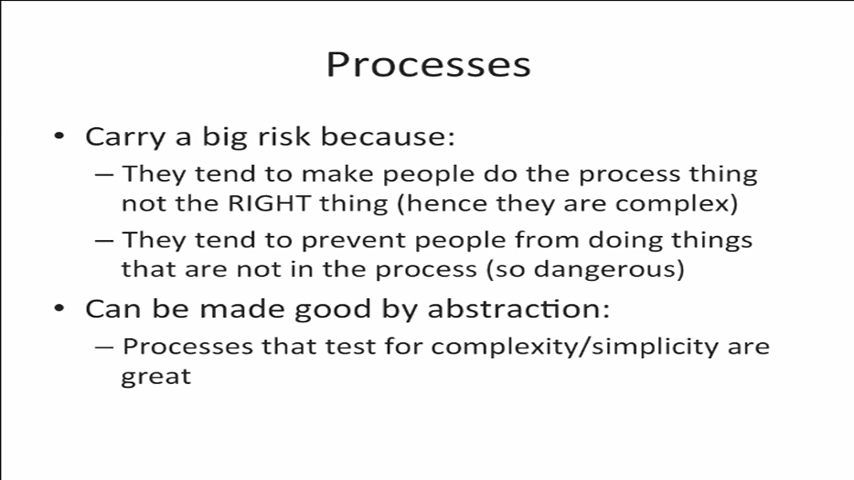 Processes
• Carry a big risk because:
– They tend to make people do the process thing
not the RIGHT thing (hence they are complex)
– They tend to prevent people from doing things
that are not in the process (so dangerous)
• Can be made good by abstraction:
– Processes that test for complexity/simplicity are
great